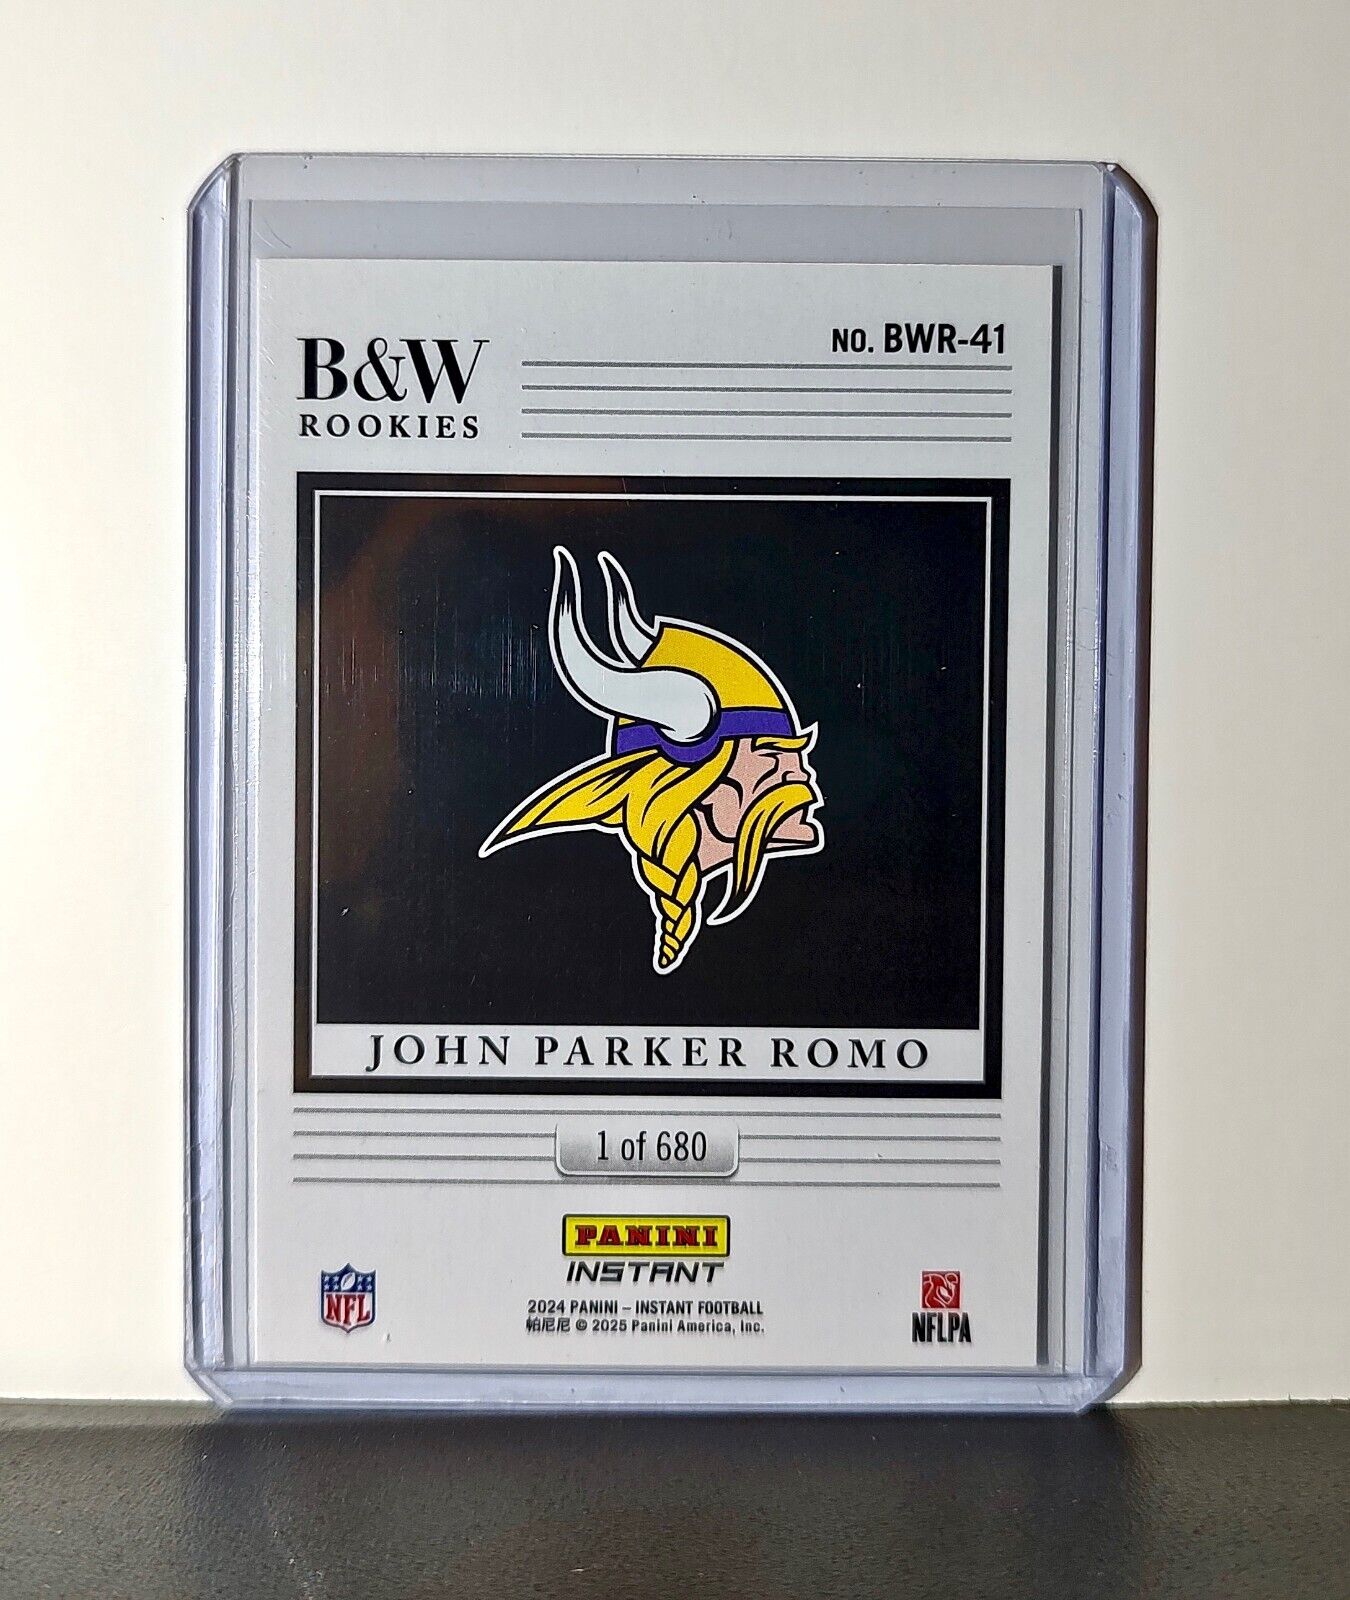 B&W
ROOKIES
NO. BWR-41
JOHN PARKER ROMO
1 of 680
PANINI
INSTANT
NFL
2024 PANINI – INSTANT FOOTBALL
帕尼尼 © 2025 Panini America, Inc.
NFLPA